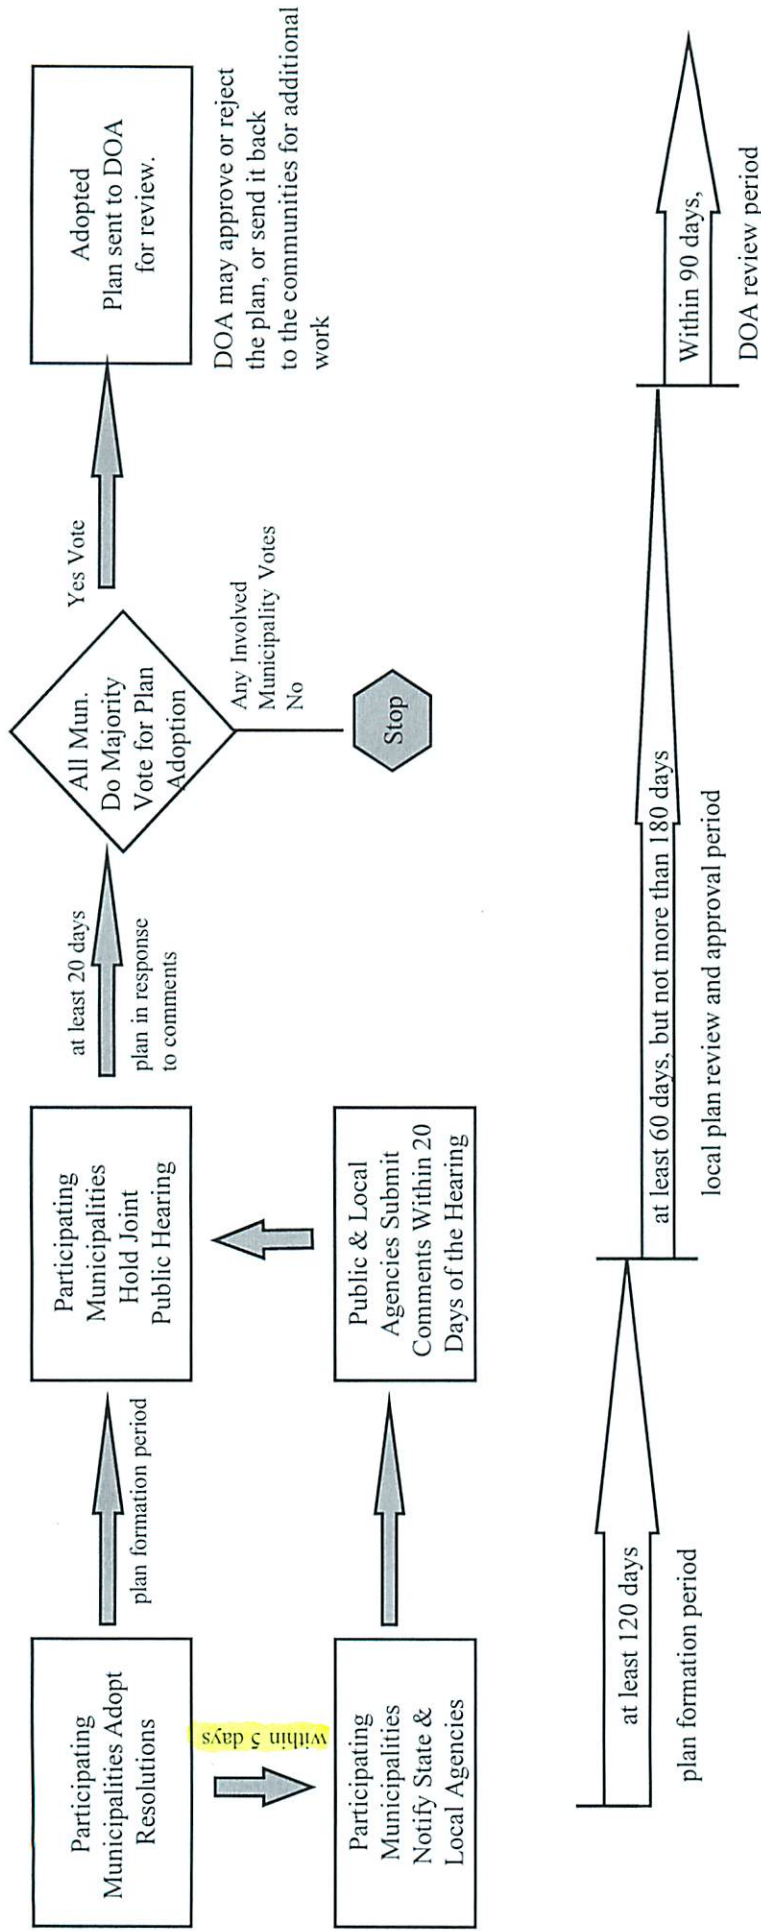 Participating
Municipalities Adopt
Resolutions
within 5 days
Participating
Municipalities
Notify State &
Local Agencies
plan formation period
Participating
Municipalities
Hold Joint
Public Hearing
Public & Local
Agencies Submit
Comments Within 20
Days of the Hearing
at least 20 days
plan in response
to comments
All Mun.
Do Majority
Vote for Plan
Adoption
Any Involved
Municipality Votes
No
Stop
Yes Vote
Adopted
Plan sent to DOA
for review.
DOA may approve or reject
the plan, or send it back
to the communities for additional
work
at least 120 days
plan formation period
at least 60 days, but not more than 180 days
local plan review and approval period
Within 90 days,
DOA review period